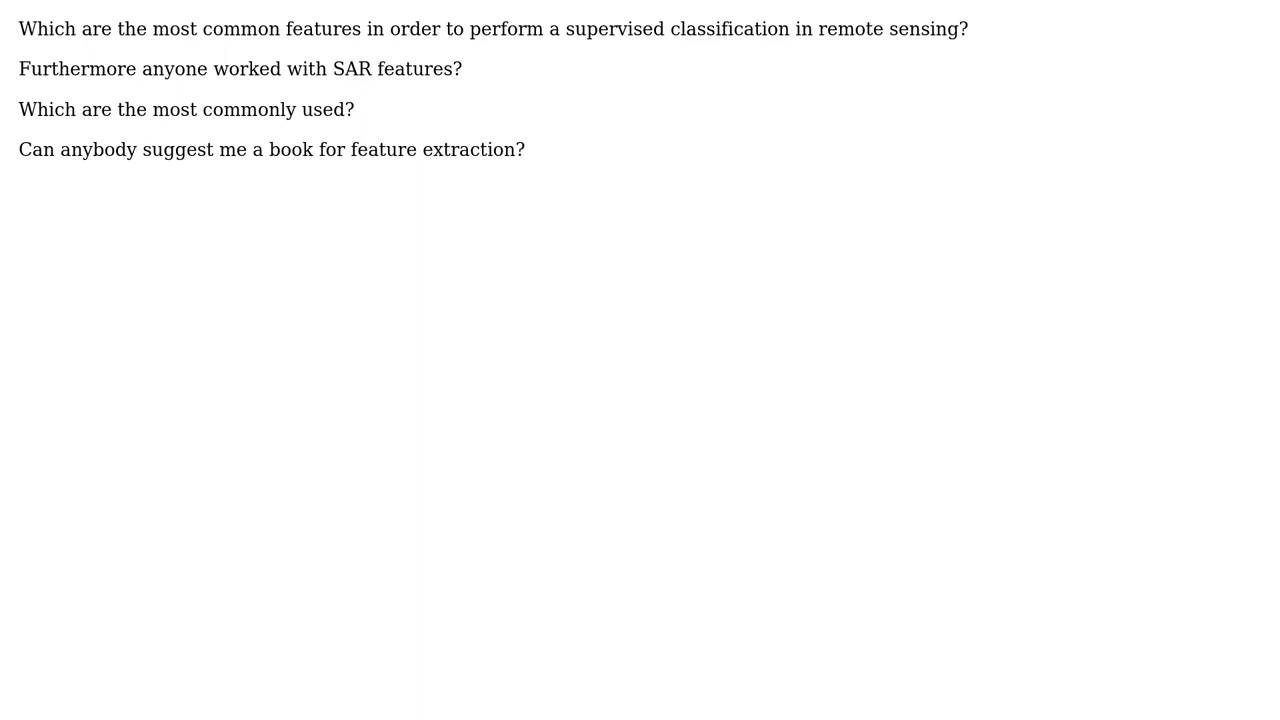 Which are the most common features in order to perform a supervised classification in remote sensing?
Furthermore anyone worked with SAR features?
Which are the most commonly used?
Can anybody suggest me a book for feature extraction?